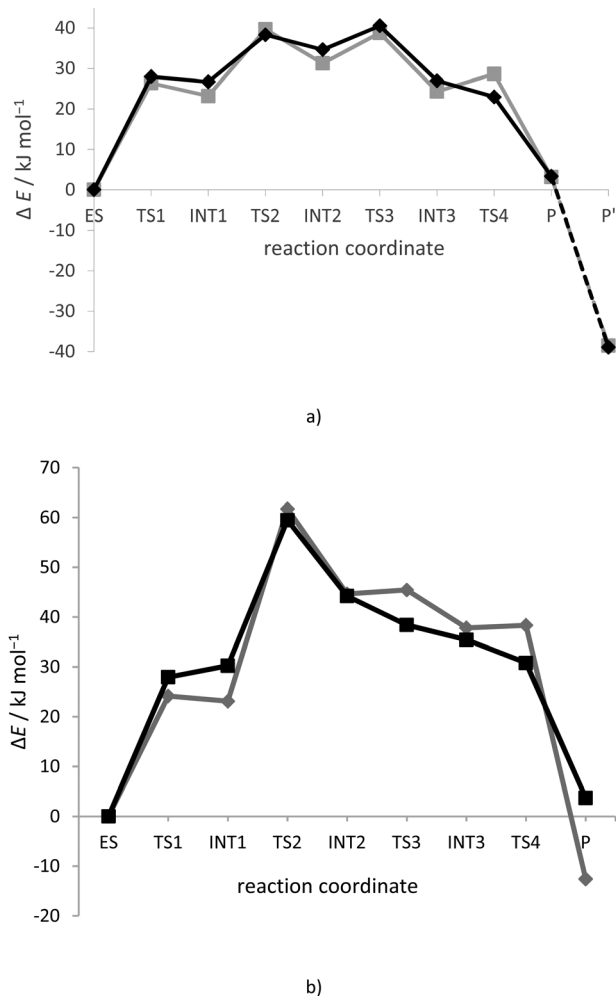 40
30
20
10
0
-10
-20
-30
-40
Δ E / kJ mol⁻¹
ES TS1 INT1 TS2 INT2 TS3 INT3 TS4 P P'
reaction coordinate
a)
70
60
50
40
30
20
10
0
-10
-20
ΔE / kJ mol⁻¹
ES TS1 INT1 TS2 INT2 TS3 INT3 TS4 P
reaction coordinate
b)